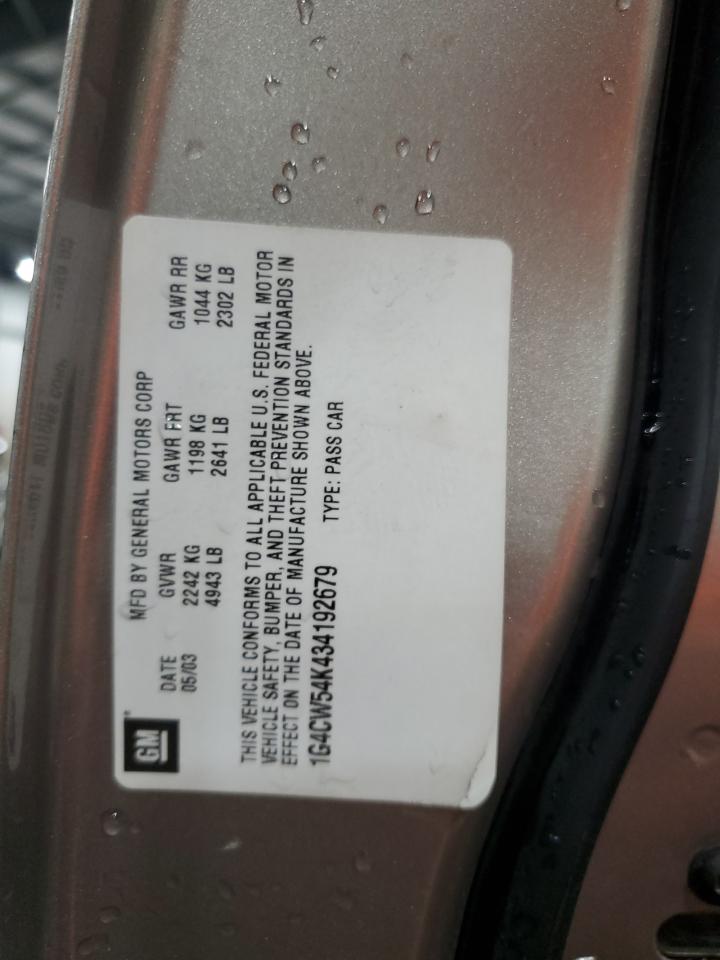 GM
MFD BY GENERAL MOTORS CORP
DATE GVWR GAWR FRT GAWR RR
05/03 2242 KG 1198 KG 1044 KG
4943 LB 2641 LB 2302 LB
THIS VEHICLE CONFORMS TO ALL APPLICABLE U.S. FEDERAL MOTOR
VEHICLE SAFETY, BUMPER, AND THEFT PREVENTION STANDARDS IN
EFFECT ON THE DATE OF MANUFACTURE SHOWN ABOVE.
1G4CW54K434192679 TYPE: PASS CAR